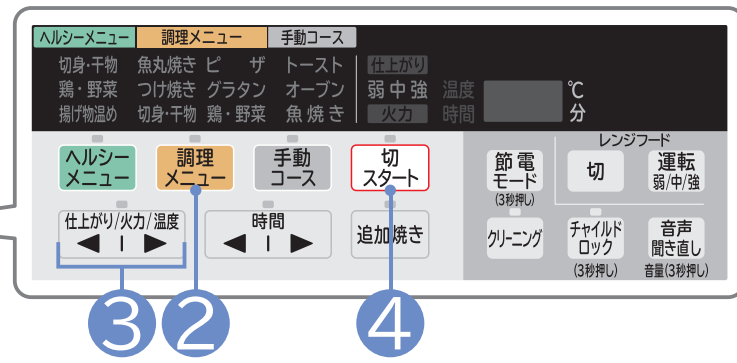 ヘルシーメニュー 調理メニュー 手動コース
切身・干物 魚丸焼き ピザ トースト 仕上がり
鶏・野菜 つけ焼き グラタン オーブン 弱 中 強 温度 ℃
揚げ物温め 切身・干物 鶏・野菜 魚焼き 火力 時間 分
ヘルシー
メニュー
調理
メニュー
手動
コース
切
スタート
仕上がり/火力/温度
◀ I ▶
時間
◀ I ▶
追加焼き
節電
モード
(3秒押し)
レンジフード
切
運転
弱/中/強
クリーニング
チャイルド
ロック
(3秒押し)
音声
聞き直し
音量(3秒押し)
3 2 4